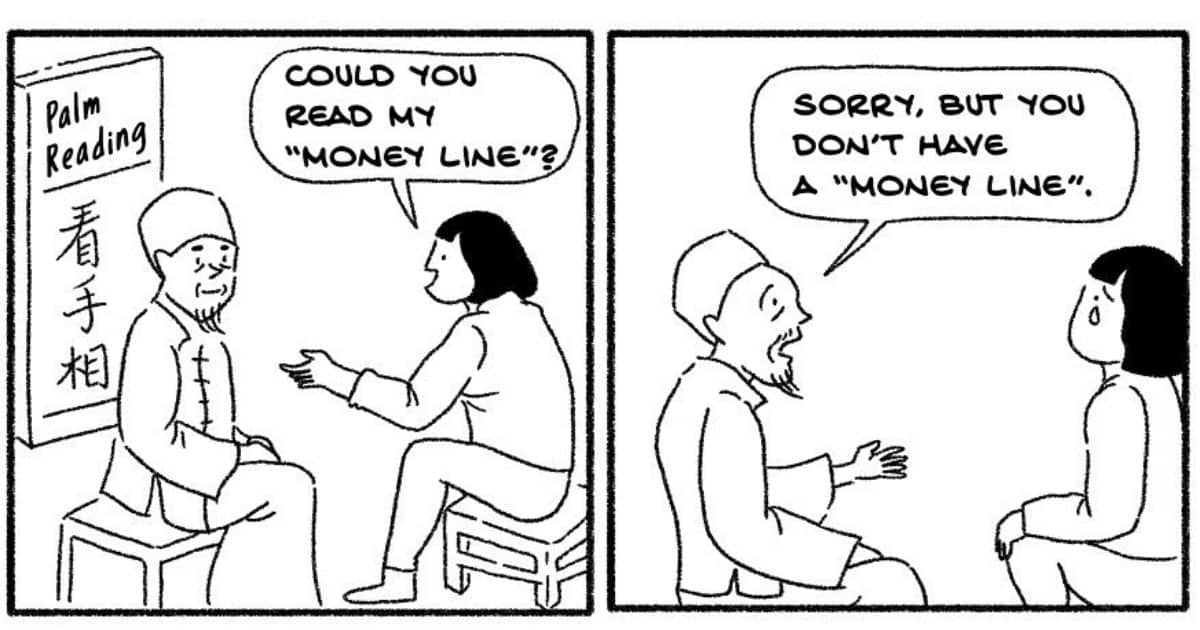 Palm
Reading
看
手
相
COULD YOU
READ MY
"MONEY LINE"?
SORRY, BUT YOU
DON'T HAVE
A "MONEY LINE".